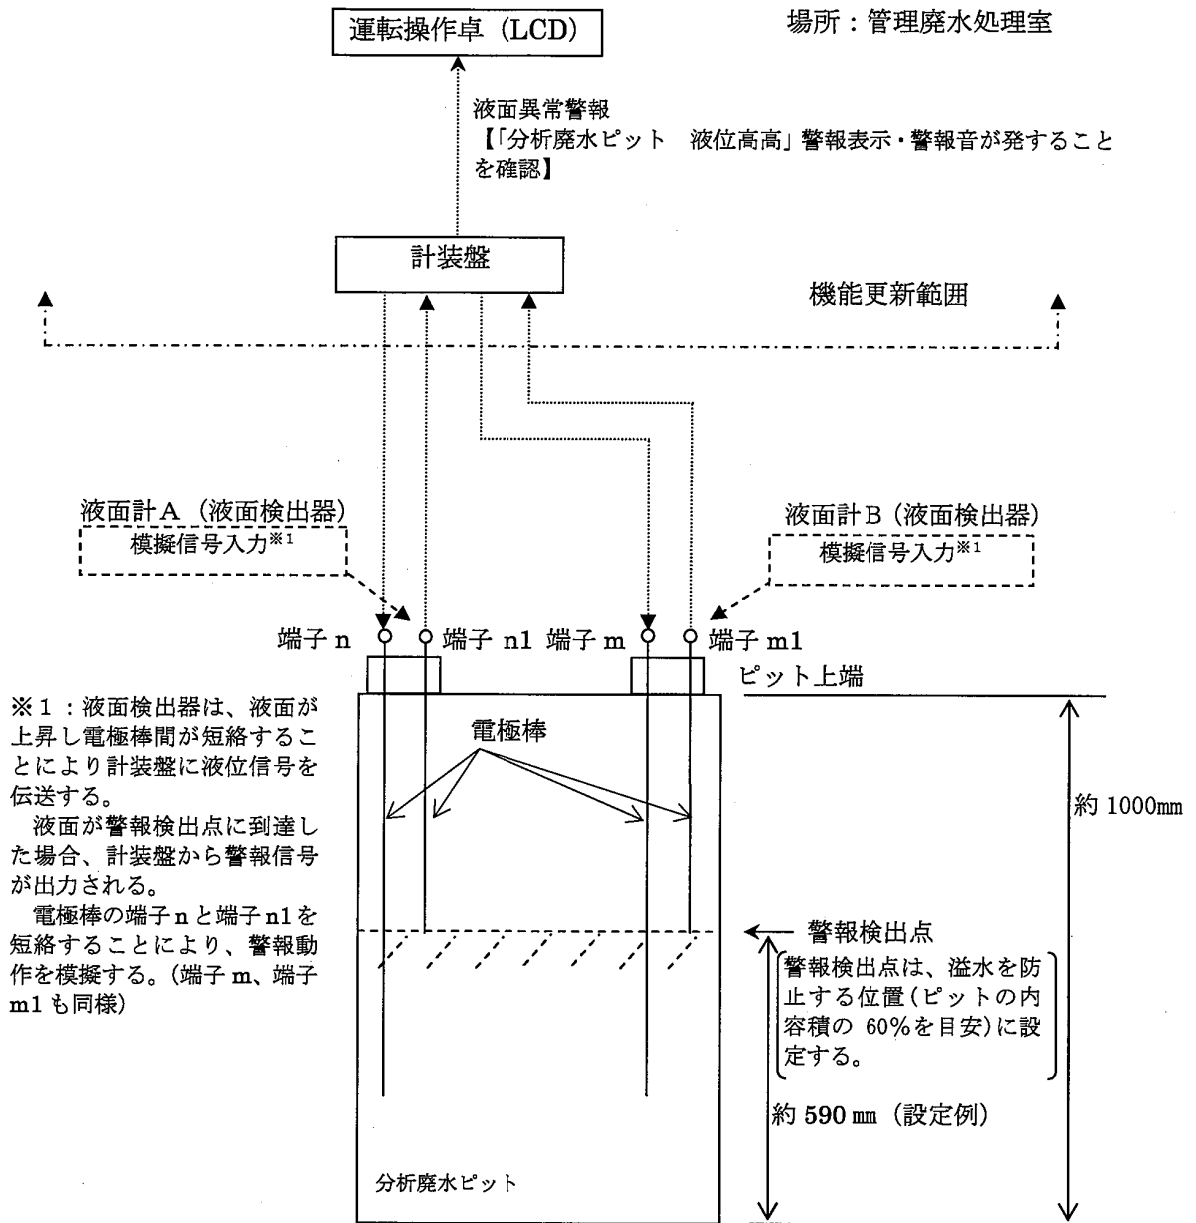 運転操作卓（LCD）
場所：管理廃水処理室
液面異常警報
【「分析廃水ピット　液位高高」警報表示・警報音が発すること
を確認】
計装盤
機能更新範囲
液面計A（液面検出器）
模擬信号入力※1
液面計B（液面検出器）
模擬信号入力※1
端子 n
端子 n1
端子 m
端子 m1
ピット上端
※1：液面検出器は、液面が
上昇し電極棒間が短絡するこ
とにより計装盤に液位信号を
伝送する。
液面が警報検出点に到達し
た場合、計装盤から警報信号
が出力される。
電極棒の端子nと端子n1を
短絡することにより、警報動
作を模擬する。（端子 m、端子
m1も同様）
電極棒
約 1000mm
警報検出点
警報検出点は、溢水を防
止する位置（ピットの内
容積の 60％を目安）に設
定する。
約 590 ㎜（設定例）
分析廃水ピット